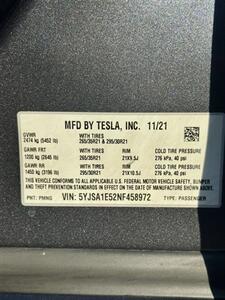 MFD BY TESLA, INC. 11/21
GVWR WITH TIRES
2474 kg (5452 lb) 265/35R21 & 295/30R21
GAWR FRT WITH TIRES RIM COLD TIRE PRESSURE
1200 kg (2645 lb) 265/35R21 21X9.5J 276 kPa, 40 psi
GAWR RR WITH TIRES RIM COLD TIRE PRESSURE
1450 kg (3196 lb) 295/30R21 21X10.5J 276 kPa, 40 psi
THIS VEHICLE CONFORMS TO ALL APPLICABLE U.S. FEDERAL MOTOR VEHICLE SAFETY, BUMPER,
AND THEFT PREVENTION STANDARDS IN EFFECT ON THE DATE OF MANUFACTURE SHOWN ABOVE.
PNT: PMNG VIN: 5YJSA1E52NF458972 TYPE: PASSENGER